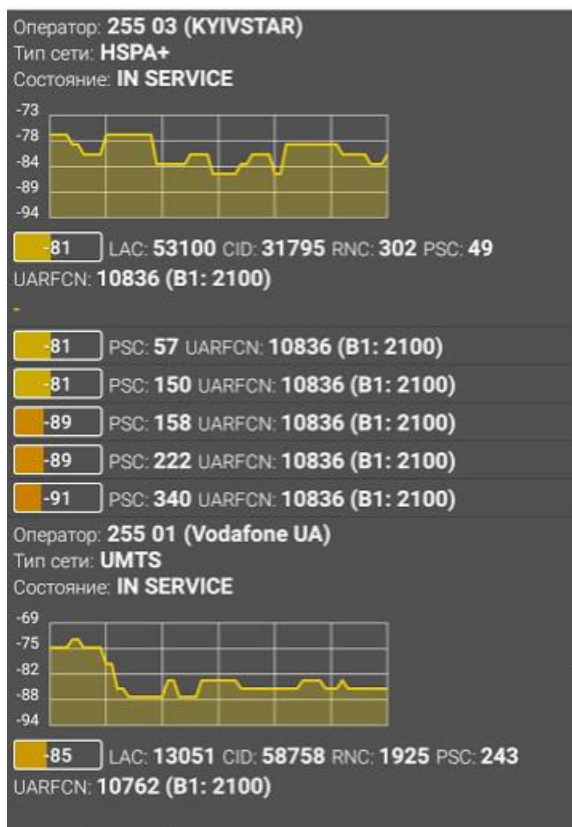 Оператор: 255 03 (KYIVSTAR)
Тип сети: HSPA+
Состояние: IN SERVICE
-73
-78
-84
-89
-94
-81 LAC: 53100 CID: 31795 RNC: 302 PSC: 49
UARFCN: 10836 (B1: 2100)
-
-81 PSC: 57 UARFCN: 10836 (B1: 2100)
-81 PSC: 150 UARFCN: 10836 (B1: 2100)
-89 PSC: 158 UARFCN: 10836 (B1: 2100)
-89 PSC: 222 UARFCN: 10836 (B1: 2100)
-91 PSC: 340 UARFCN: 10836 (B1: 2100)
Оператор: 255 01 (Vodafone UA)
Тип сети: UMTS
Состояние: IN SERVICE
-69
-75
-82
-88
-94
-85 LAC: 13051 CID: 58758 RNC: 1925 PSC: 243
UARFCN: 10762 (B1: 2100)